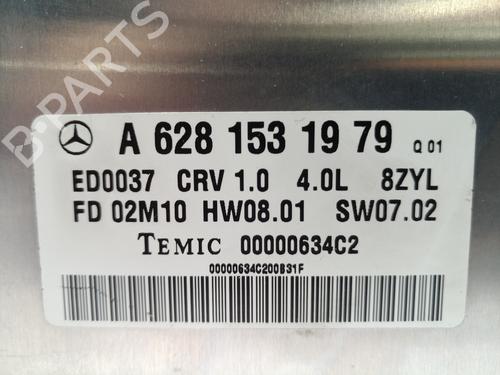 A 628 153 19 79 Q 01
ED0037 CRV 1.0 4.0L 8ZYL
FD 02M10 HW08.01 SW07.02
TEMIC 00000634C2
00000634C200B31F
B-PARTS